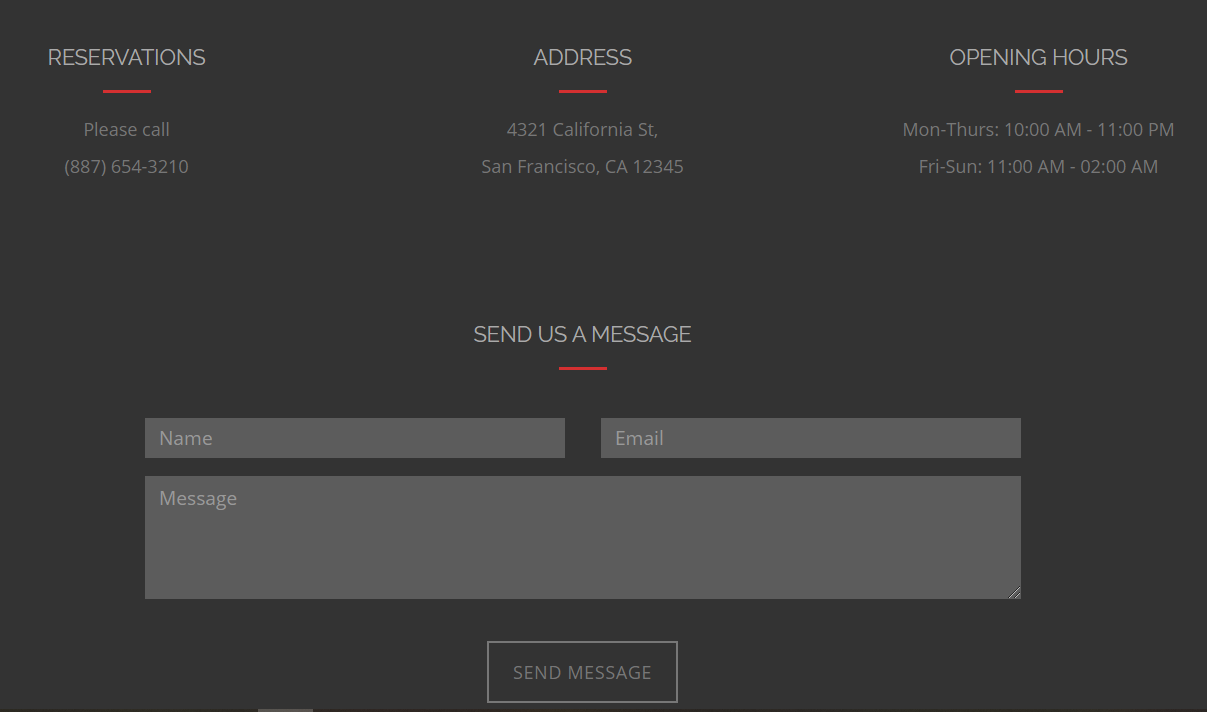 RESERVATIONS
Please call
(887) 654-3210
ADDRESS
4321 California St,
San Francisco, CA 12345
OPENING HOURS
Mon-Thurs: 10:00 AM - 11:00 PM
Fri-Sun: 11:00 AM - 02:00 AM
SEND US A MESSAGE
Name
Email
Message
SEND MESSAGE